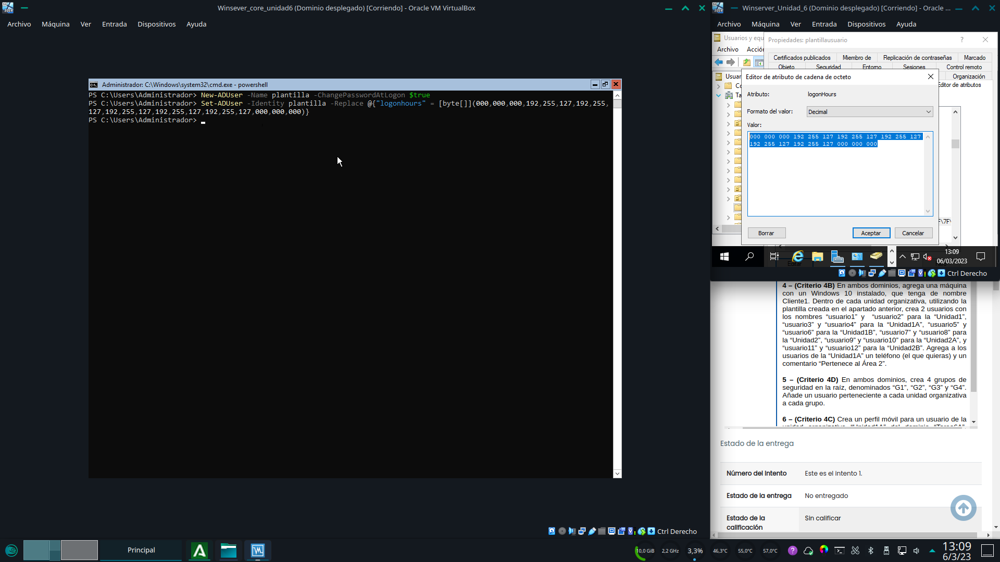 Winsever_core_unidad6 (Dominio desplegado) [Corriendo] - Oracle VM VirtualBox
Archivo Máquina Ver Entrada Dispositivos Ayuda
Administrador: C:\Windows\system32\cmd.exe - powershell
PS C:\Users\Administrador> New-ADUser -Name plantilla -ChangePasswordAtLogon $true
PS C:\Users\Administrador> Set-ADUser -Identity plantilla -Replace @{"logonhours" = [byte[]](000,000,000,192,255,127,192,255,
127,192,255,127,192,255,127,192,255,127,000,000,000)}
PS C:\Users\Administrador>
Ctrl Derecho
Winserver_Unidad_6 (Dominio desplegado) [Corriendo] - Oracle ...
Archivo Máquina Ver Entrada Dispositivos Ayuda
Usuarios y equ
Propiedades: plantillausuario
Archivo Acción
Certificados publicados Miembro de Replicación de contraseñas Marcado
Objeto Seguridad Entorno Sesiones Control remoto
Organización
Editor de atributos
Usuar
Co
Ta
Editor de atributo de cadena de octeto
Atributo: logonHours
Formato del valor: Decimal
Valor:
000 000 000 192 255 127 192 255 127 192 255 127
192 255 127 192 255 127 000 000 000
F\7F\
Borrar Aceptar Cancelar
Editar
13:09
06/03/2023
Ctrl Derecho
4 – (Criterio 4B) En ambos dominios, agrega una máquina
con un Windows 10 instalado, que tenga de nombre
Cliente1. Dentro de cada unidad organizativa, utilizando la
plantilla creada en el apartado anterior, crea 2 usuarios con
los nombres “usuario1” y “usuario2” para la “Unidad1”,
“usuario3” y “usuario4” para la “Unidad1A”, “usuario5” y
“usuario6” para la “Unidad1B”, “usuario7” y “usuario8” para
la “Unidad2”, “usuario9” y “usuario10” para la “Unidad2A”, y
“usuario11” y “usuario12” para la “Unidad2B”. Agrega a los
usuarios de la “Unidad1A” un teléfono (el que quieras) y un
comentario “Pertenece al Área 2”.
5 – (Criterio 4D) En ambos dominios, crea 4 grupos de
seguridad en la raíz, denominados “G1”, “G2”, “G3” y “G4”.
Añade un usuario perteneciente a cada unidad organizativa
a cada grupo.
6 – (Criterio 4C) Crea un perfil móvil para un usuario de la
unidad organizativa “Unidad1A” del dominio “Tarea6A”
Estado de la entrega
Número del Intento Este es el intento 1.
Estado de la entrega No entregado
Estado de la calificación Sin calificar
Principal
10,0 GiB
2,2 GHz
3,3%
46,3°C
55,0°C
57,0°C
13:09
6/3/23